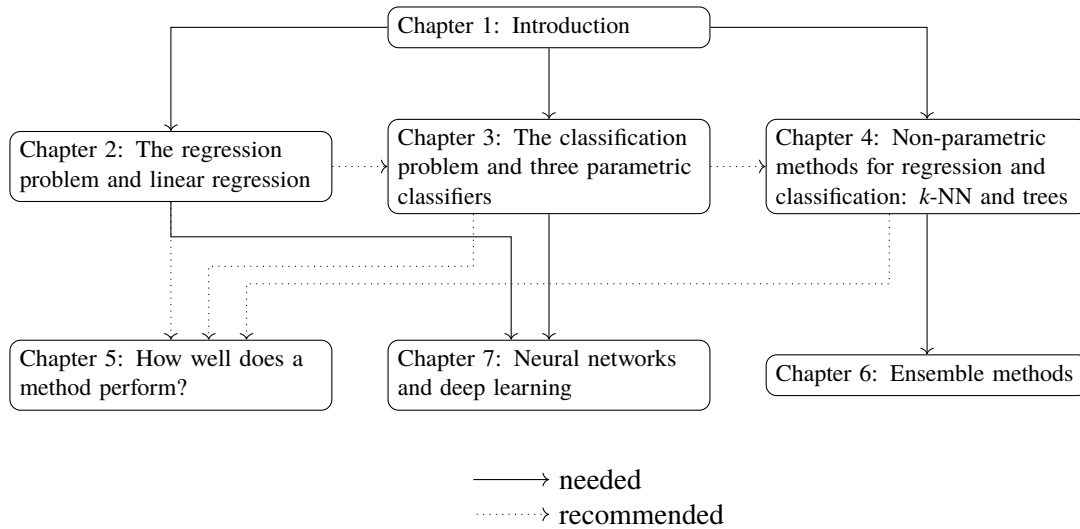 Chapter 1: Introduction
Chapter 2: The regression
problem and linear regression
Chapter 3: The classification
problem and three parametric
classifiers
Chapter 4: Non-parametric
methods for regression and
classification: k-NN and trees
Chapter 5: How well does a
method perform?
Chapter 7: Neural networks
and deep learning
Chapter 6: Ensemble methods
needed
recommended